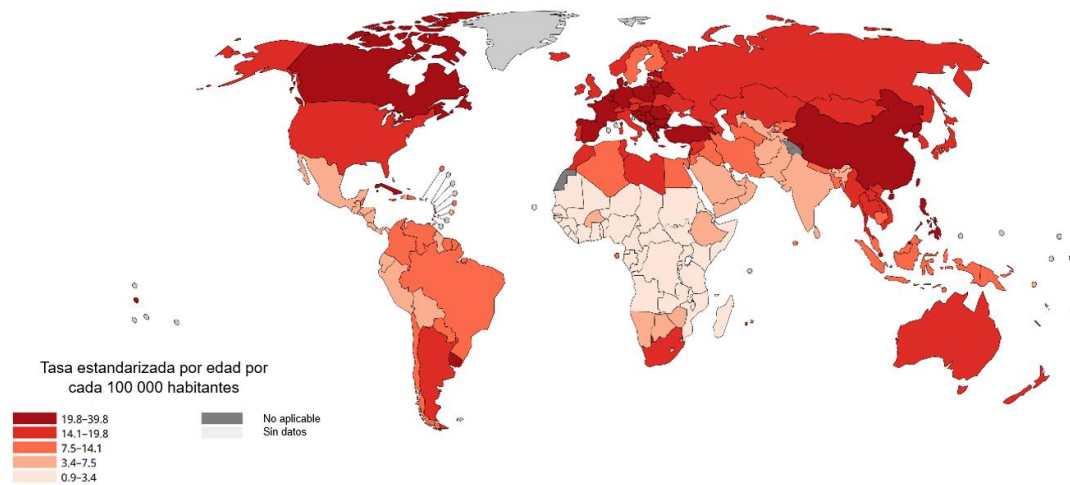 Tasa estandarizada por edad por
cada 100 000 habitantes
19.8–39.8
14.1–19.8
7.5–14.1
3.4–7.5
0.9–3.4
No aplicable
Sin datos